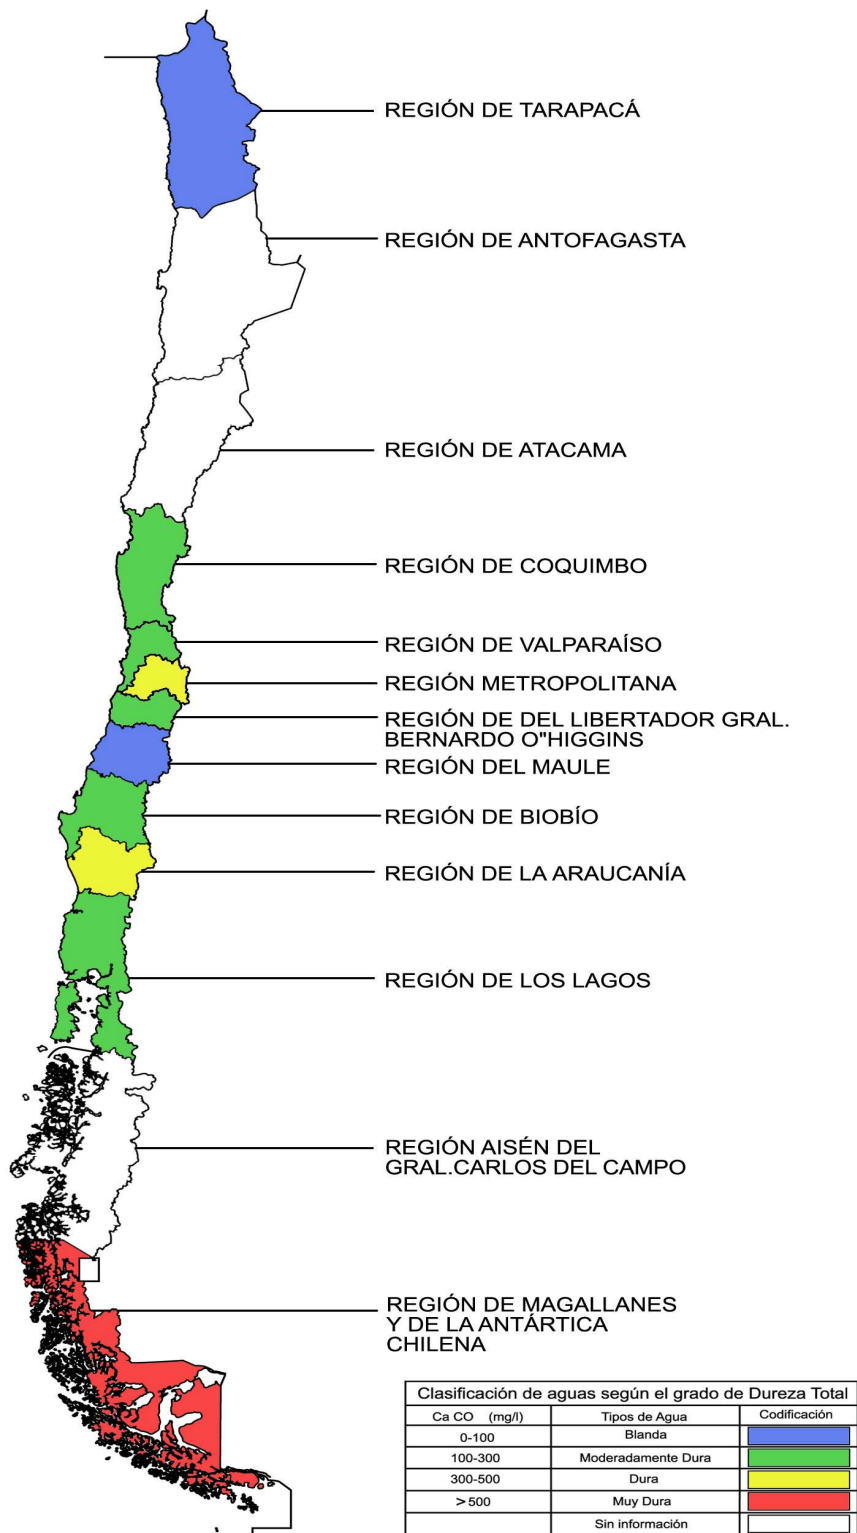 REGIÓN DE TARAPACÁ
REGIÓN DE ANTOFAGASTA
REGIÓN DE ATACAMA
REGIÓN DE COQUIMBO
REGIÓN DE VALPARAÍSO
REGIÓN METROPOLITANA
REGIÓN DE DEL LIBERTADOR GRAL.
BERNARDO O"HIGGINS
REGIÓN DEL MAULE
REGIÓN DE BIOBÍO
REGIÓN DE LA ARAUCANÍA
REGIÓN DE LOS LAGOS
REGIÓN AISÉN DEL
GRAL.CARLOS DEL CAMPO
REGIÓN DE MAGALLANES
Y DE LA ANTÁRTICA
CHILENA
Clasificación de aguas según el grado de Dureza Total
Ca CO (mg/l) Tipos de Agua Codificación
0-100 Blanda
100-300 Moderadamente Dura
300-500 Dura
>500 Muy Dura
Sin información